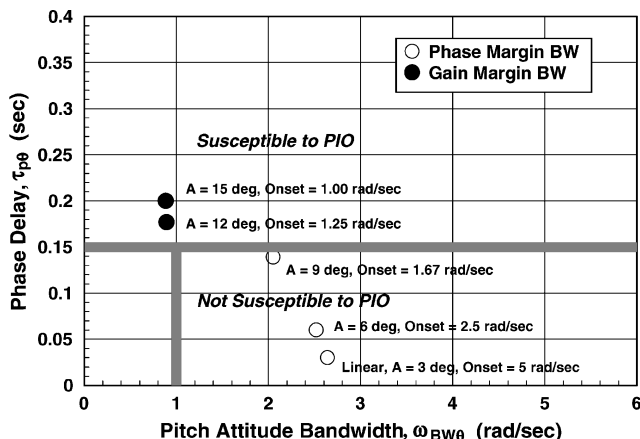 0.4
0.35
0.3
0.25
0.2
0.15
0.1
0.05
0
Phase Delay, τpθ (sec)
Phase Margin BW
Gain Margin BW
Susceptible to PIO
A = 15 deg, Onset = 1.00 rad/sec
A = 12 deg, Onset = 1.25 rad/sec
A = 9 deg, Onset = 1.67 rad/sec
Not Susceptible to PIO
A = 6 deg, Onset = 2.5 rad/sec
Linear, A = 3 deg, Onset = 5 rad/sec
0 1 2 3 4 5 6
Pitch Attitude Bandwidth, ωBWθ (rad/sec)